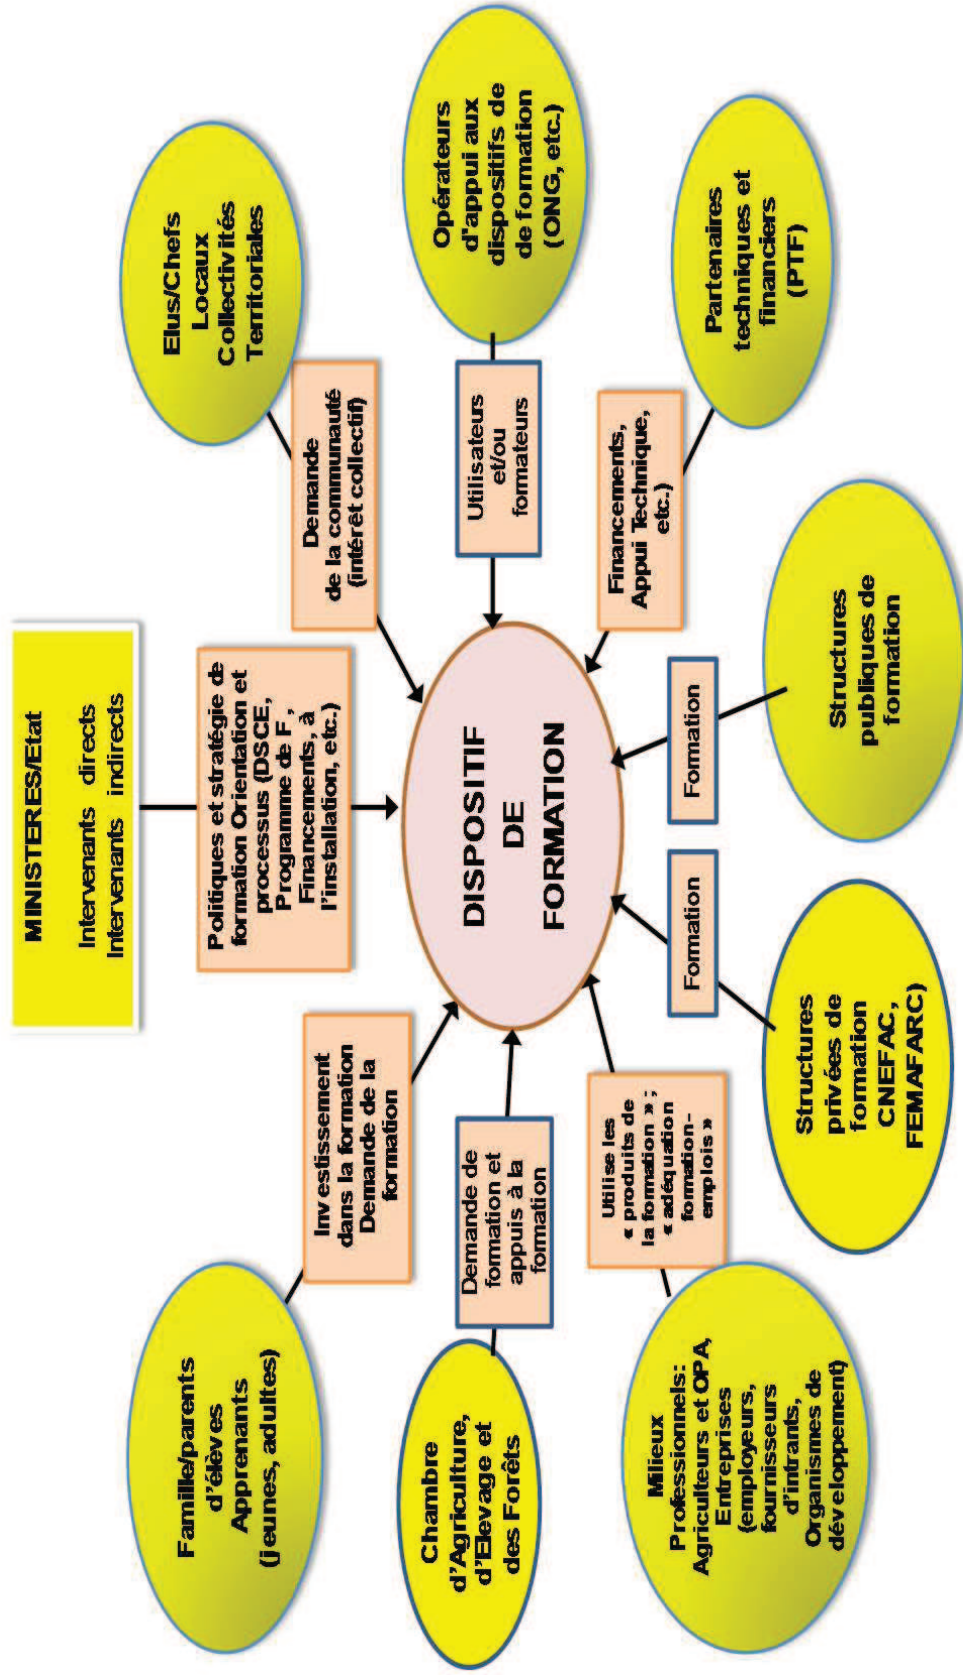 MINISTERES/Etat
Intervenants directs
Intervenants indirects
Politiques et stratégie de
formation Orientation et
processus (DSCE,
Programme de F ,
Financements, à
l'installation, etc.)
Famille/parents
d'élèves
Apprenants
(jeunes, adultes)
Investissement
dans la formation
Demande de la
formation
Elus/Chefs
Locaux
Collectivités
Territoriales
Demande
de la communauté
(intérêt collectif)
Chambre
d'Agriculture,
d'Elevage et
des Forêts
Demande de
formation et
appuis à la
formation
DISPOSITIF
DE
FORMATION
Utilisateurs
et/ou
formateurs
Opérateurs
d'appui aux
dispositifs de
de formation
(ONG, etc.)
Milieux
Professionnels:
Agriculteurs et OPA,
Entreprises
(employeurs,
fournisseurs
d'intrants,
Organismes de
développement)
Utilise les
« produits de
la formation » ;
« adéquation
formation-
emplois »
Formation
Structures
privées de
formation
CNEFAC,
FEMAFARC)
Formation
Structures
publiques de
formation
Financements,
Appui Technique,
etc.)
Partenaires
techniques et
financiers
(PTF)